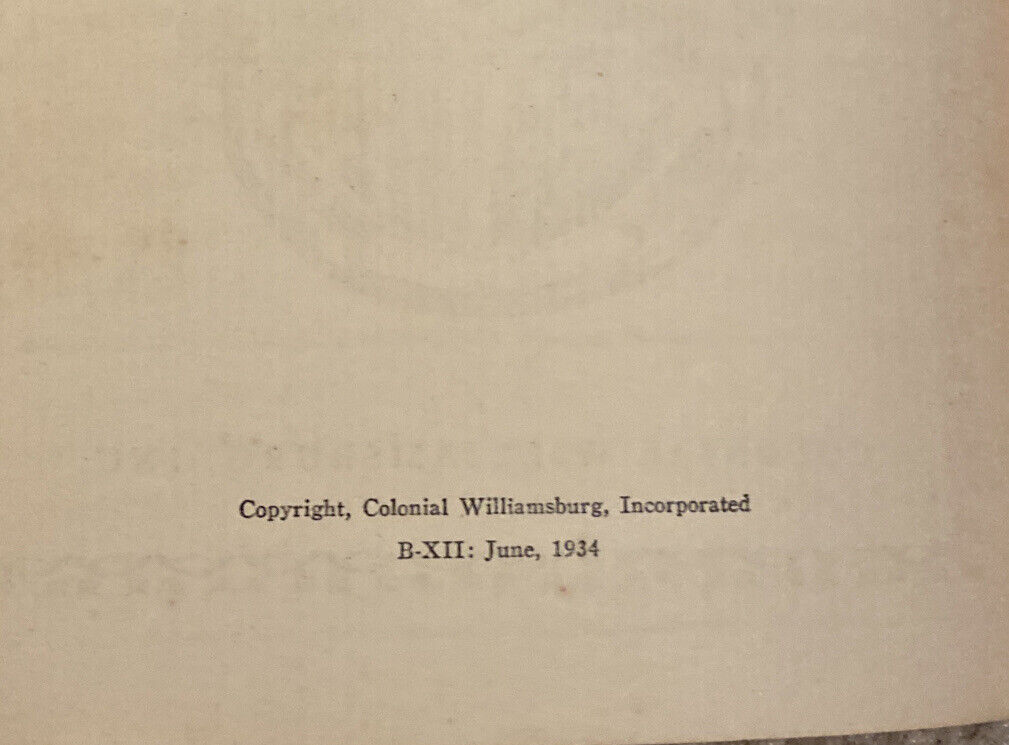 Copyright, Colonial Williamsburg, Incorporated
B-XII: June, 1934